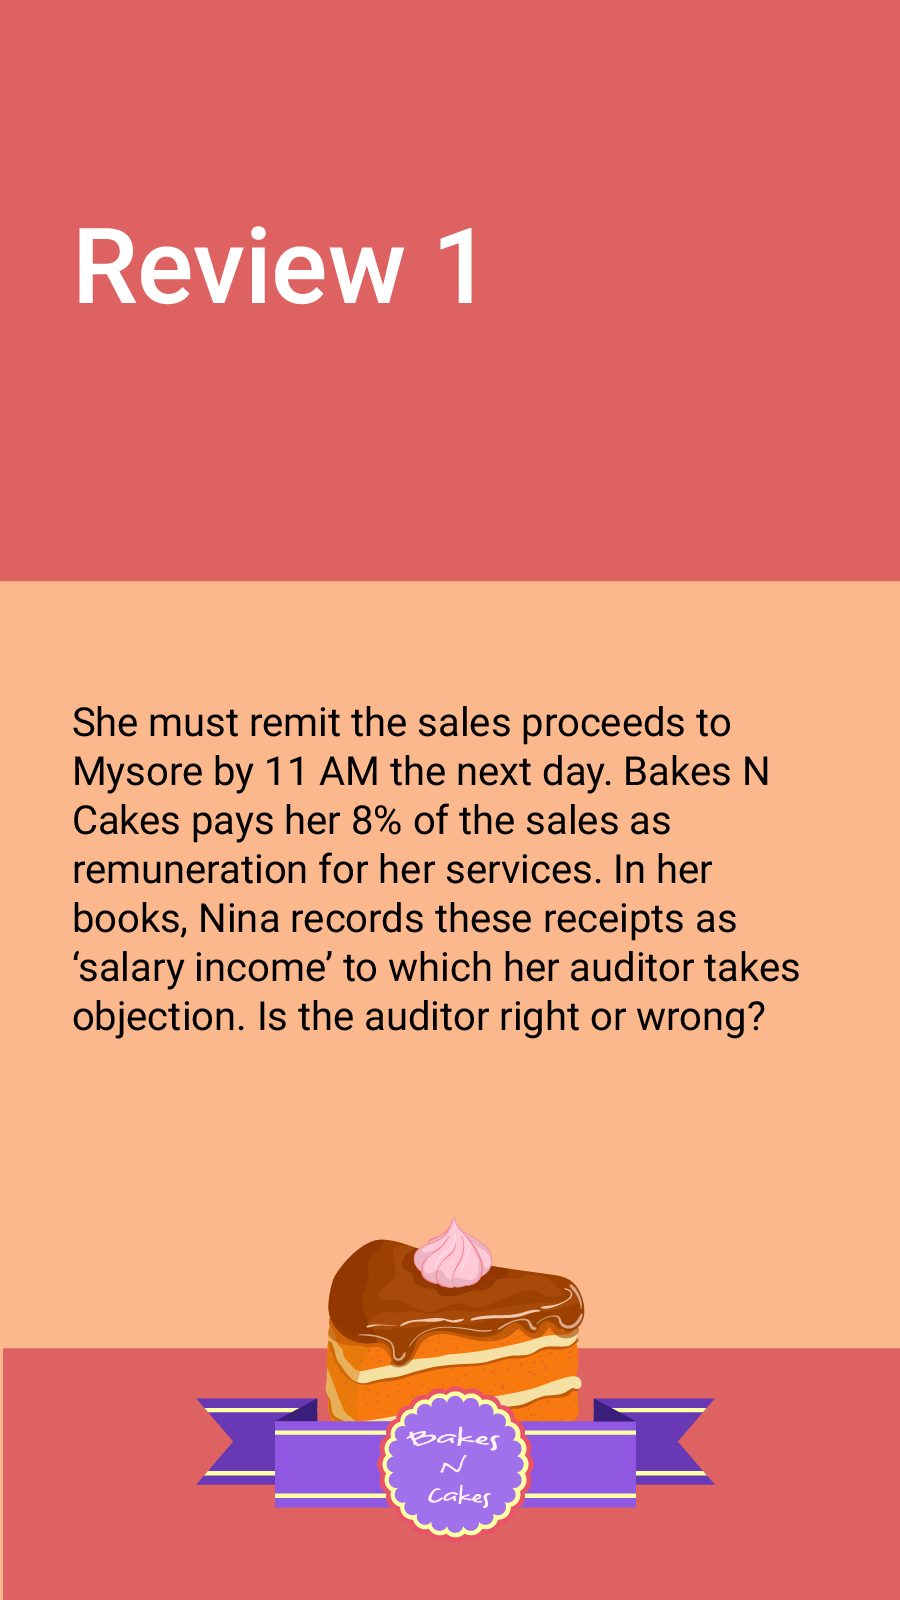 Review 1
She must remit the sales proceeds to
Mysore by 11 AM the next day. Bakes N
Cakes pays her 8% of the sales as
remuneration for her services. In her
books, Nina records these receipts as
‘salary income’ to which her auditor takes
objection. Is the auditor right or wrong?
Bakes
N
Cakes